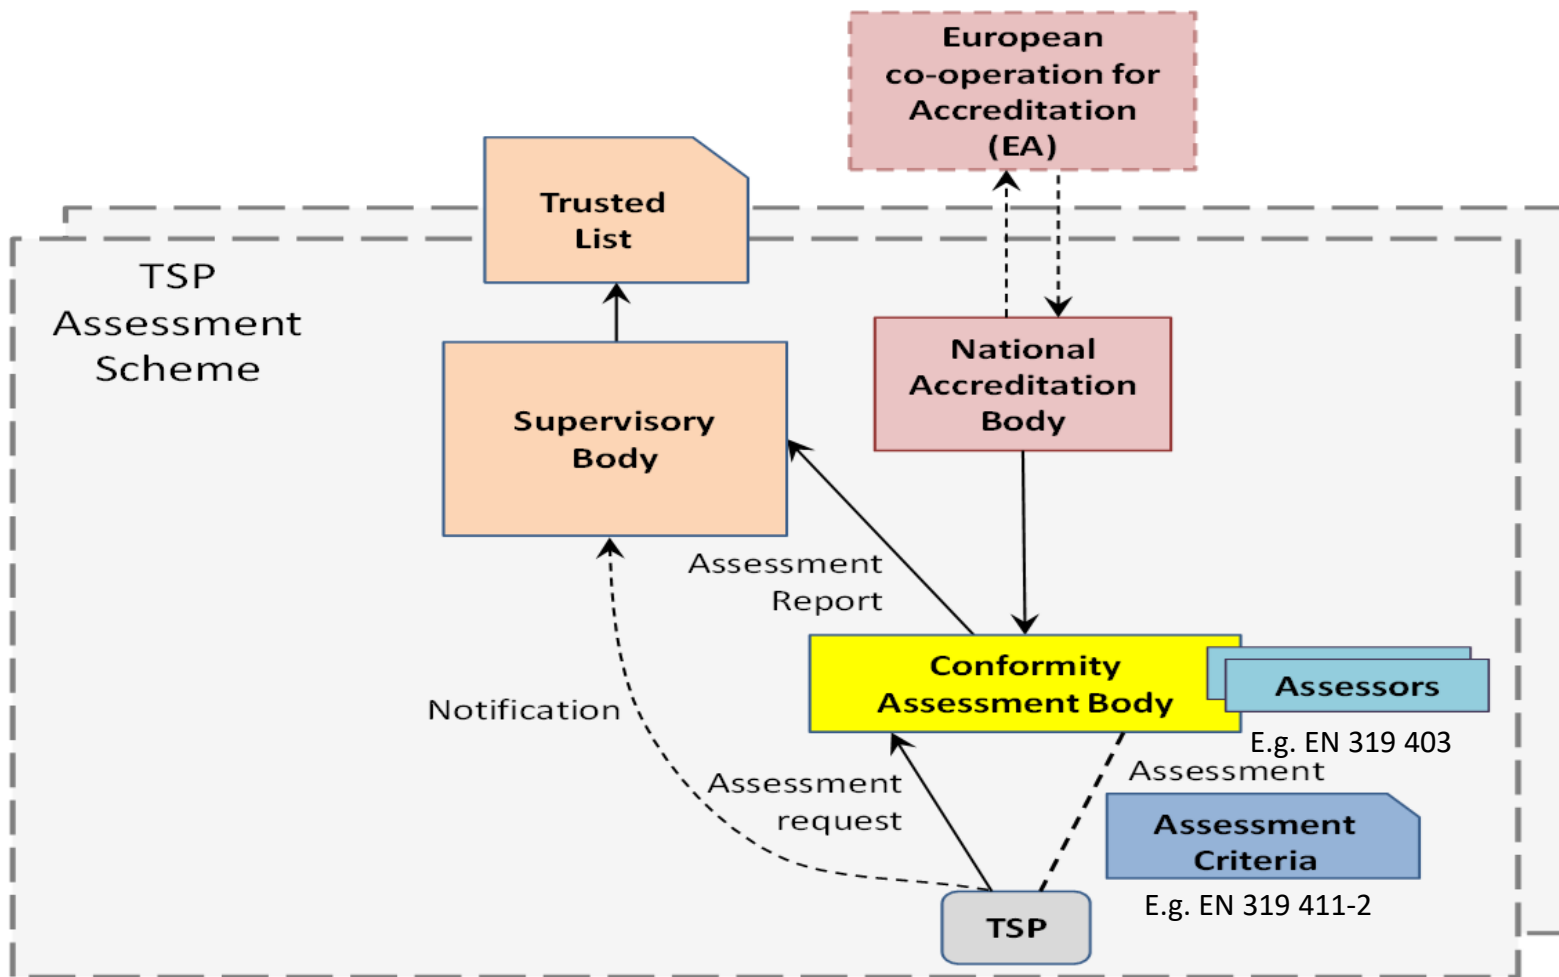 European
co-operation for
Accreditation
(EA)
Trusted
List
TSP
Assessment
Scheme
National
Accreditation
Body
Supervisory
Body
Assessment
Report
Conformity
Assessment Body
Assessors
E.g. EN 319 403
Notification
Assessment
request
Assessment
Assessment
Criteria
E.g. EN 319 411-2
TSP